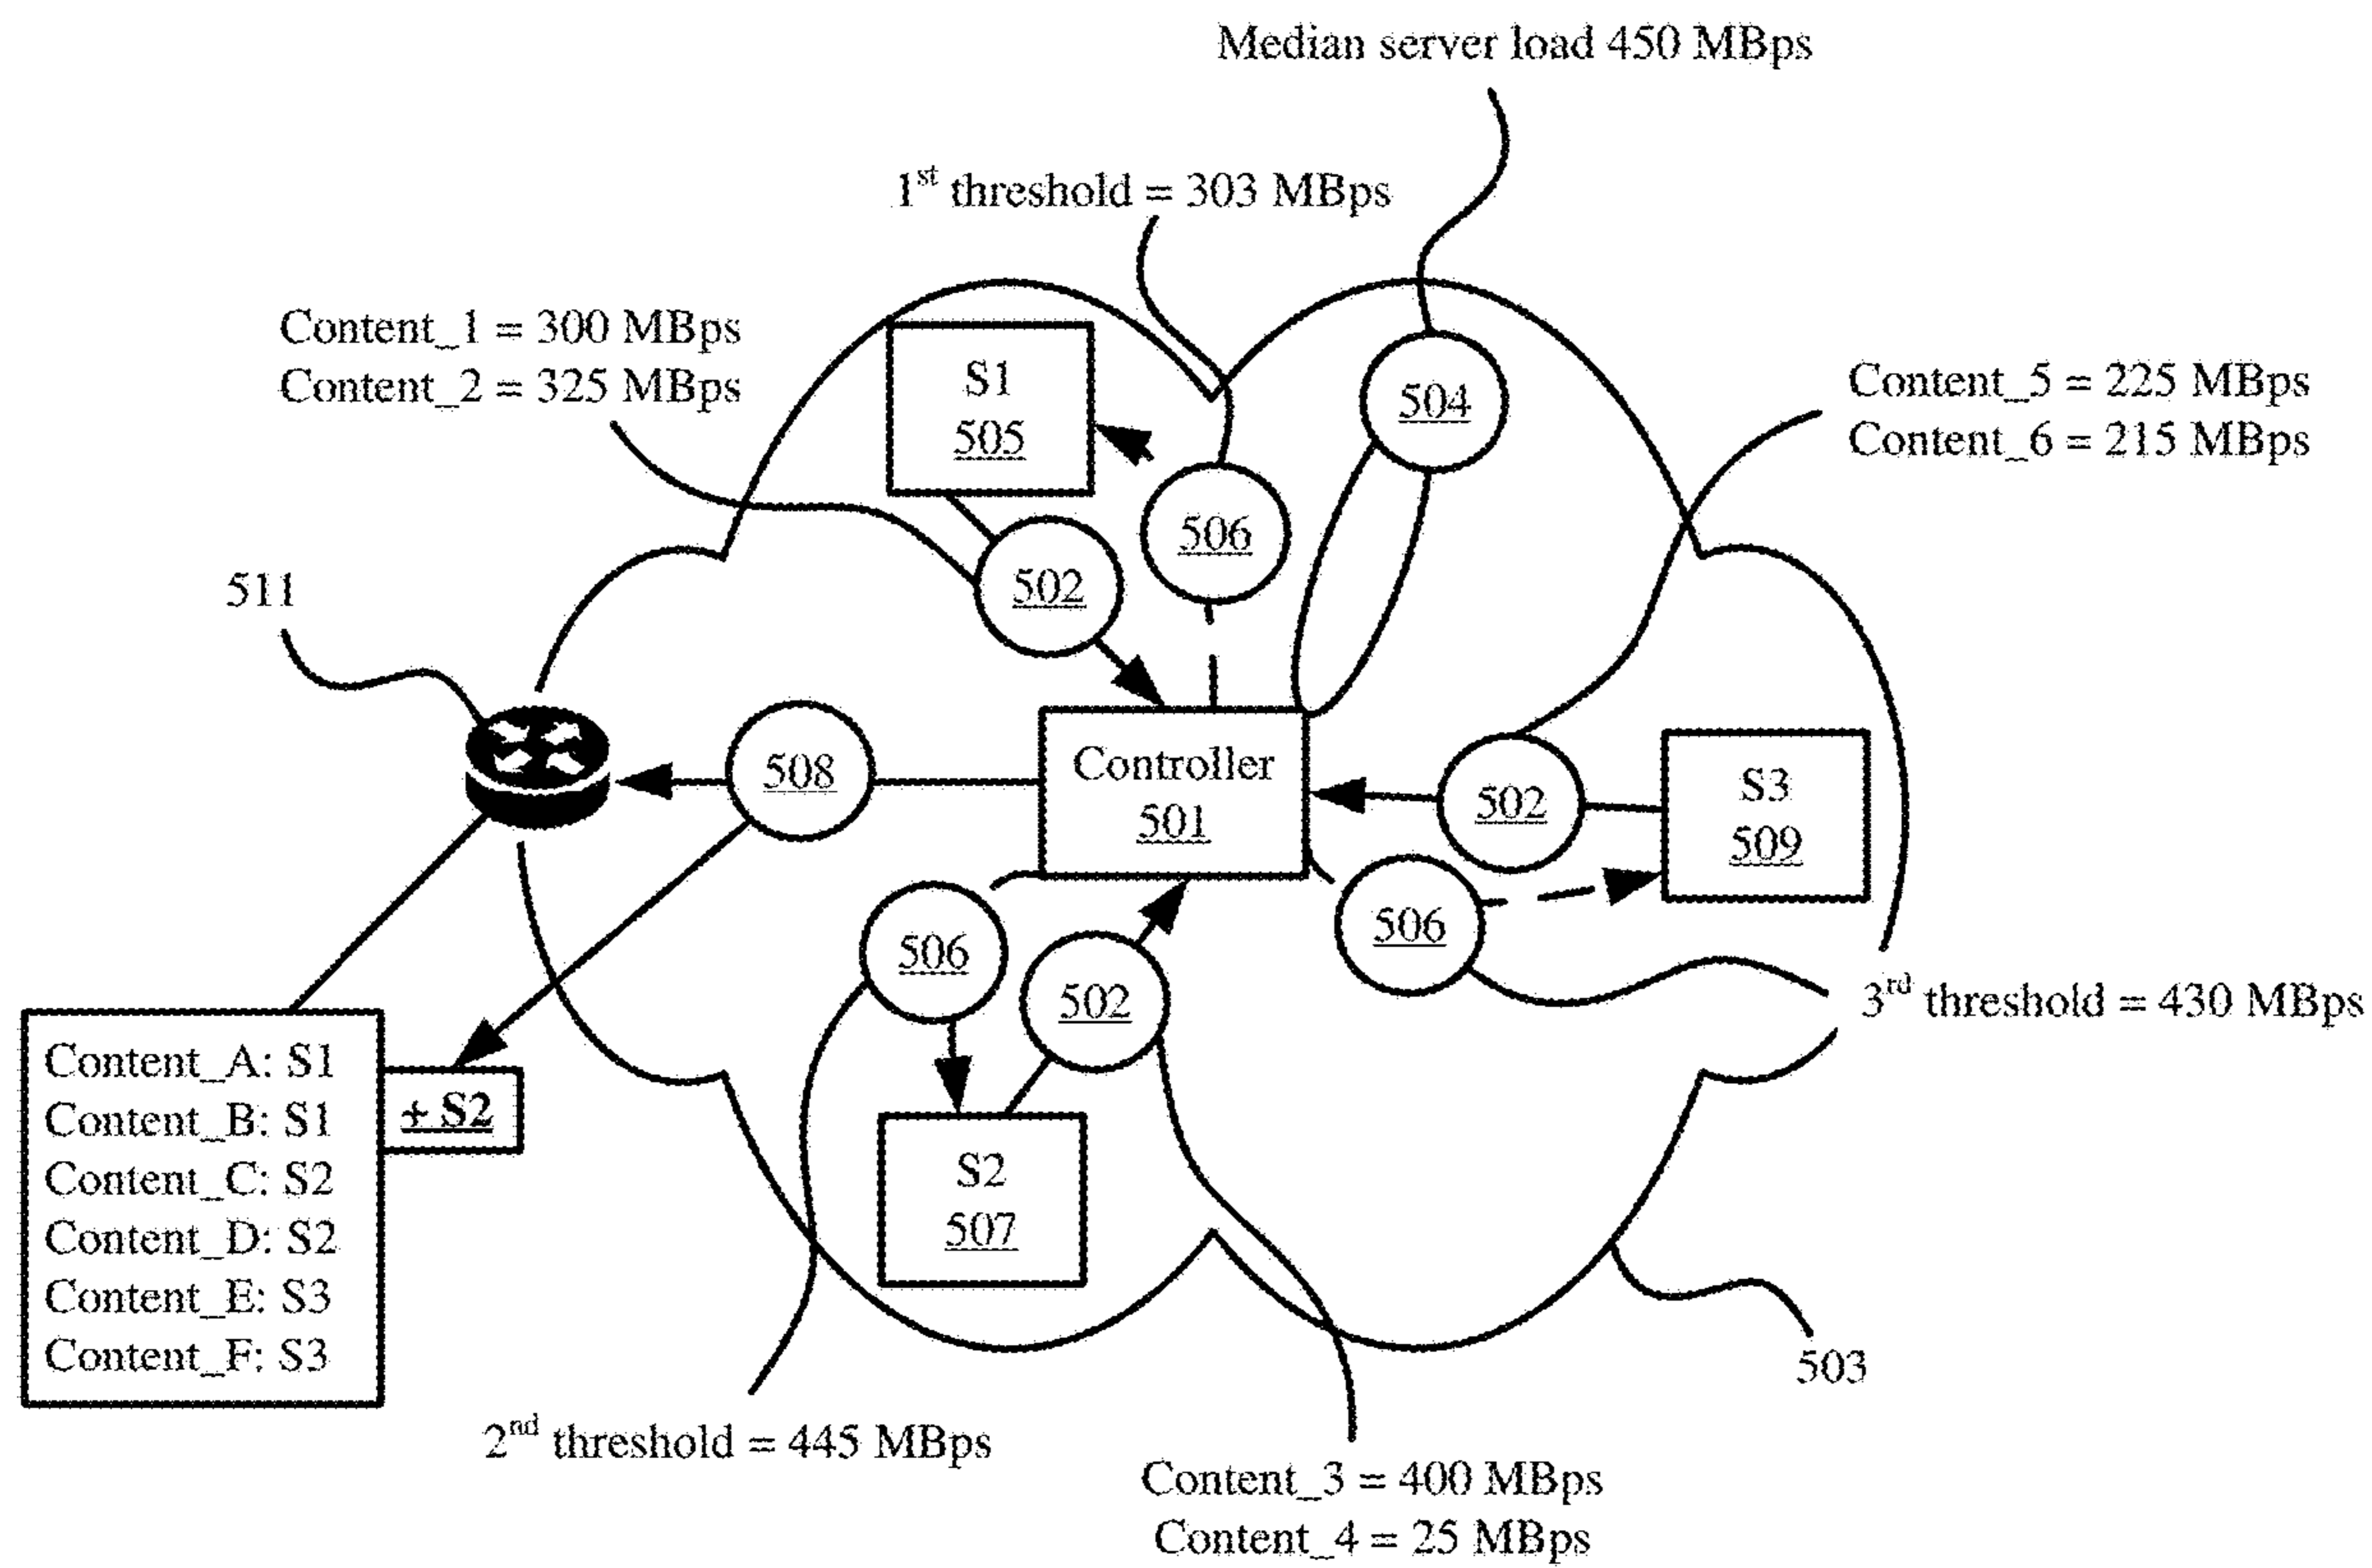 Median server load 450 MBps
1st threshold = 303 MBps
Content_1 = 300 MBps
Content_2 = 325 MBps
S1
505
504
Content_5 = 225 MBps
Content_6 = 215 MBps
506
502
511
508
Controller
501
502
S3
509
506
506
502
3rd threshold = 430 MBps
Content_A: S1
Content_B: S1
Content_C: S2
Content_D: S2
Content_E: S3
Content_F: S3
+ S2
S2
507
503
2nd threshold = 445 MBps
Content_3 = 400 MBps
Content_4 = 25 MBps